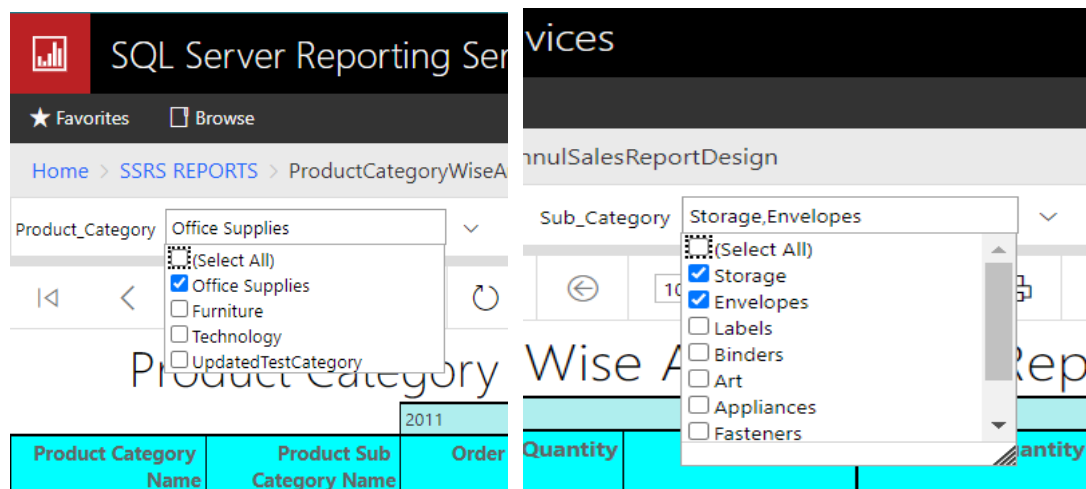 SQL Server Reporting Ser
Favorites Browse
Home > SSRS REPORTS > ProductCategoryWiseA
Product_Category Office Supplies
(Select All)
Office Supplies
Furniture
Technology
UpdatedTestCategory
Product Category
2011
Product Category Name Product Sub Category Name Order
vices
nnulSalesReportDesign
Sub_Category Storage,Envelopes
(Select All)
Storage
Envelopes
Labels
Binders
Art
Appliances
Fasteners
10
Wise A Rep
Quantity antity